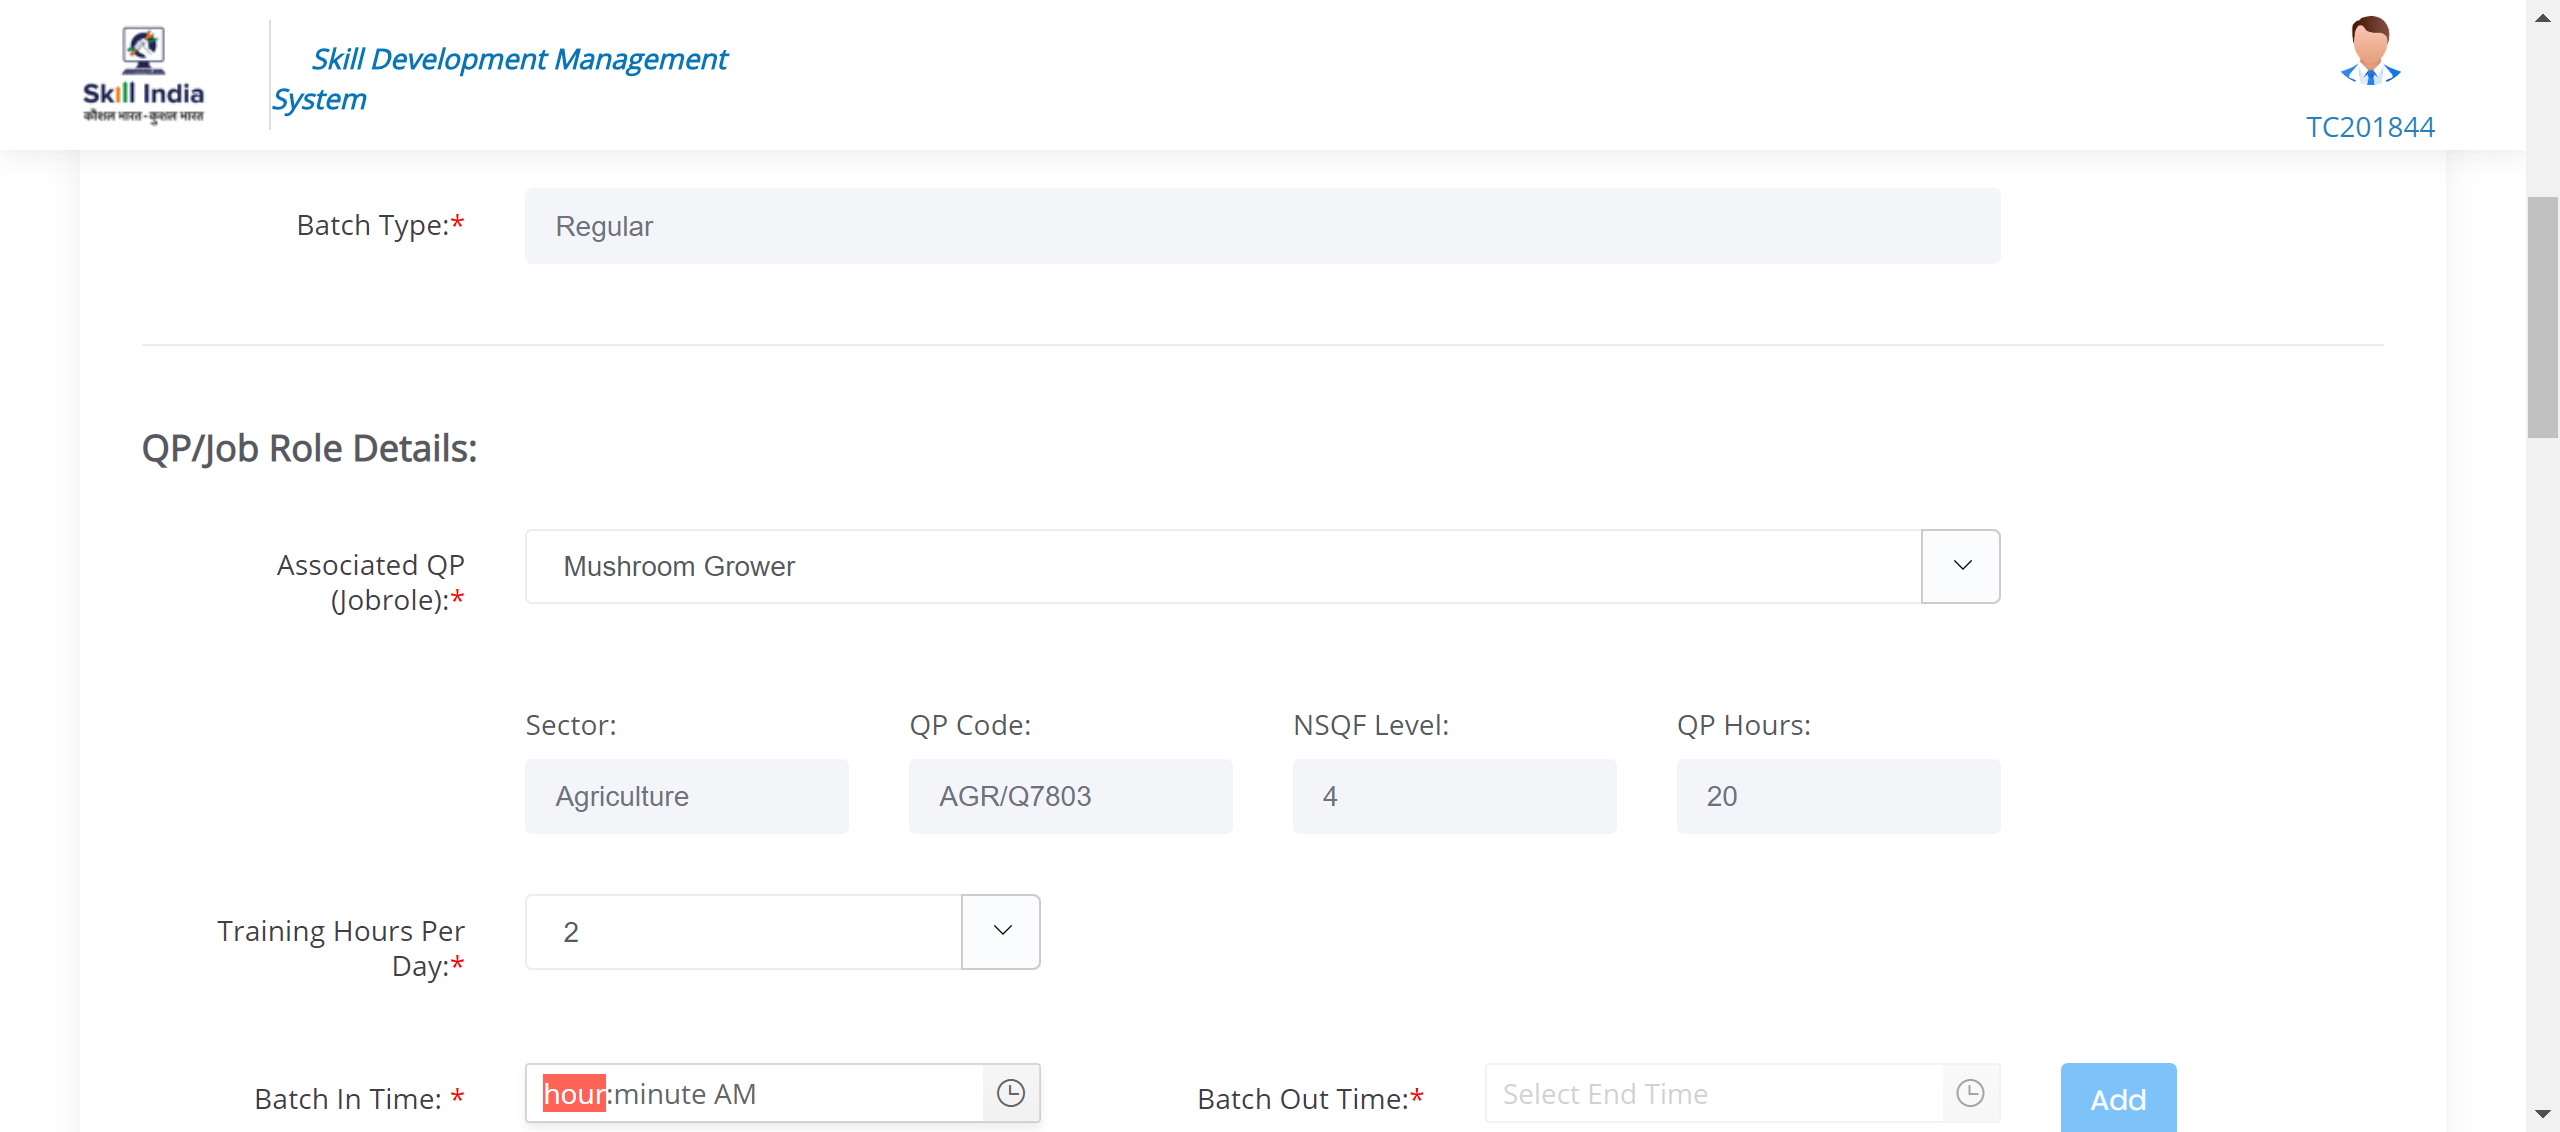 Skill India
कौशल भारत - कुशल भारत
Skill Development Management
System
TC201844
Batch Type:*
Regular
QP/Job Role Details:
Associated QP
(Jobrole):*
Mushroom Grower
Sector:
QP Code:
NSQF Level:
QP Hours:
Agriculture
AGR/Q7803
4
20
Training Hours Per
Day:*
2
Batch In Time: *
hour:minute AM
Batch Out Time:*
Select End Time
Add